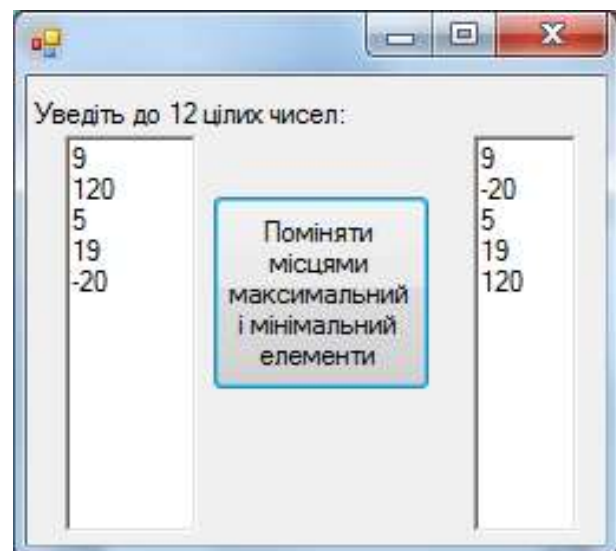 Уведіть до 12 цілих чисел:
9
120
5
19
-20
Поміняти
місцями
максимальний
і мінімальний
елементи
9
-20
5
19
120